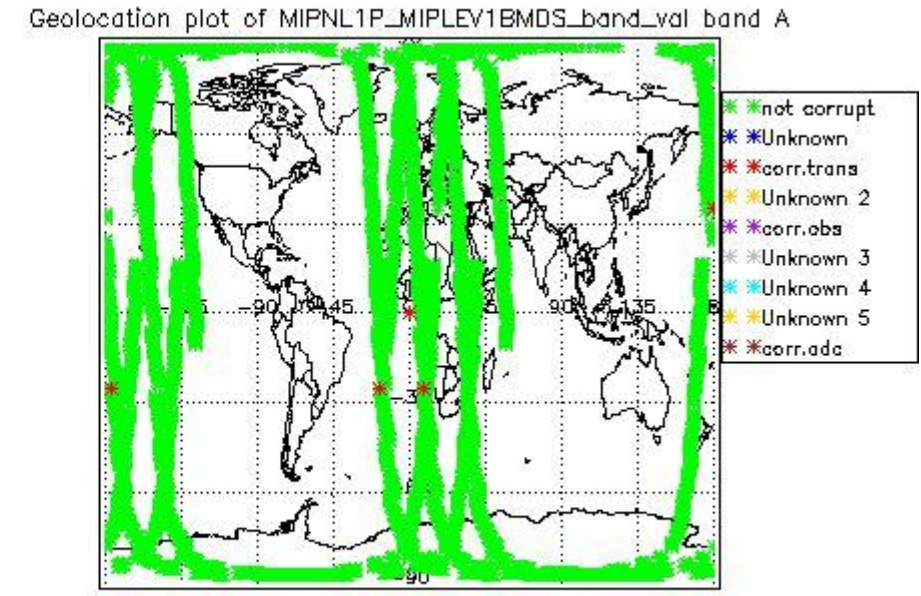 Geolocation plot of MIPNL1P_MIPLEV1BMDS_band_val band A
not corrupt
Unknown
corr.trans
Unknown 2
corr.obs
Unknown 3
Unknown 4
Unknown 5
corr.adc
-90
45
90
135
-90